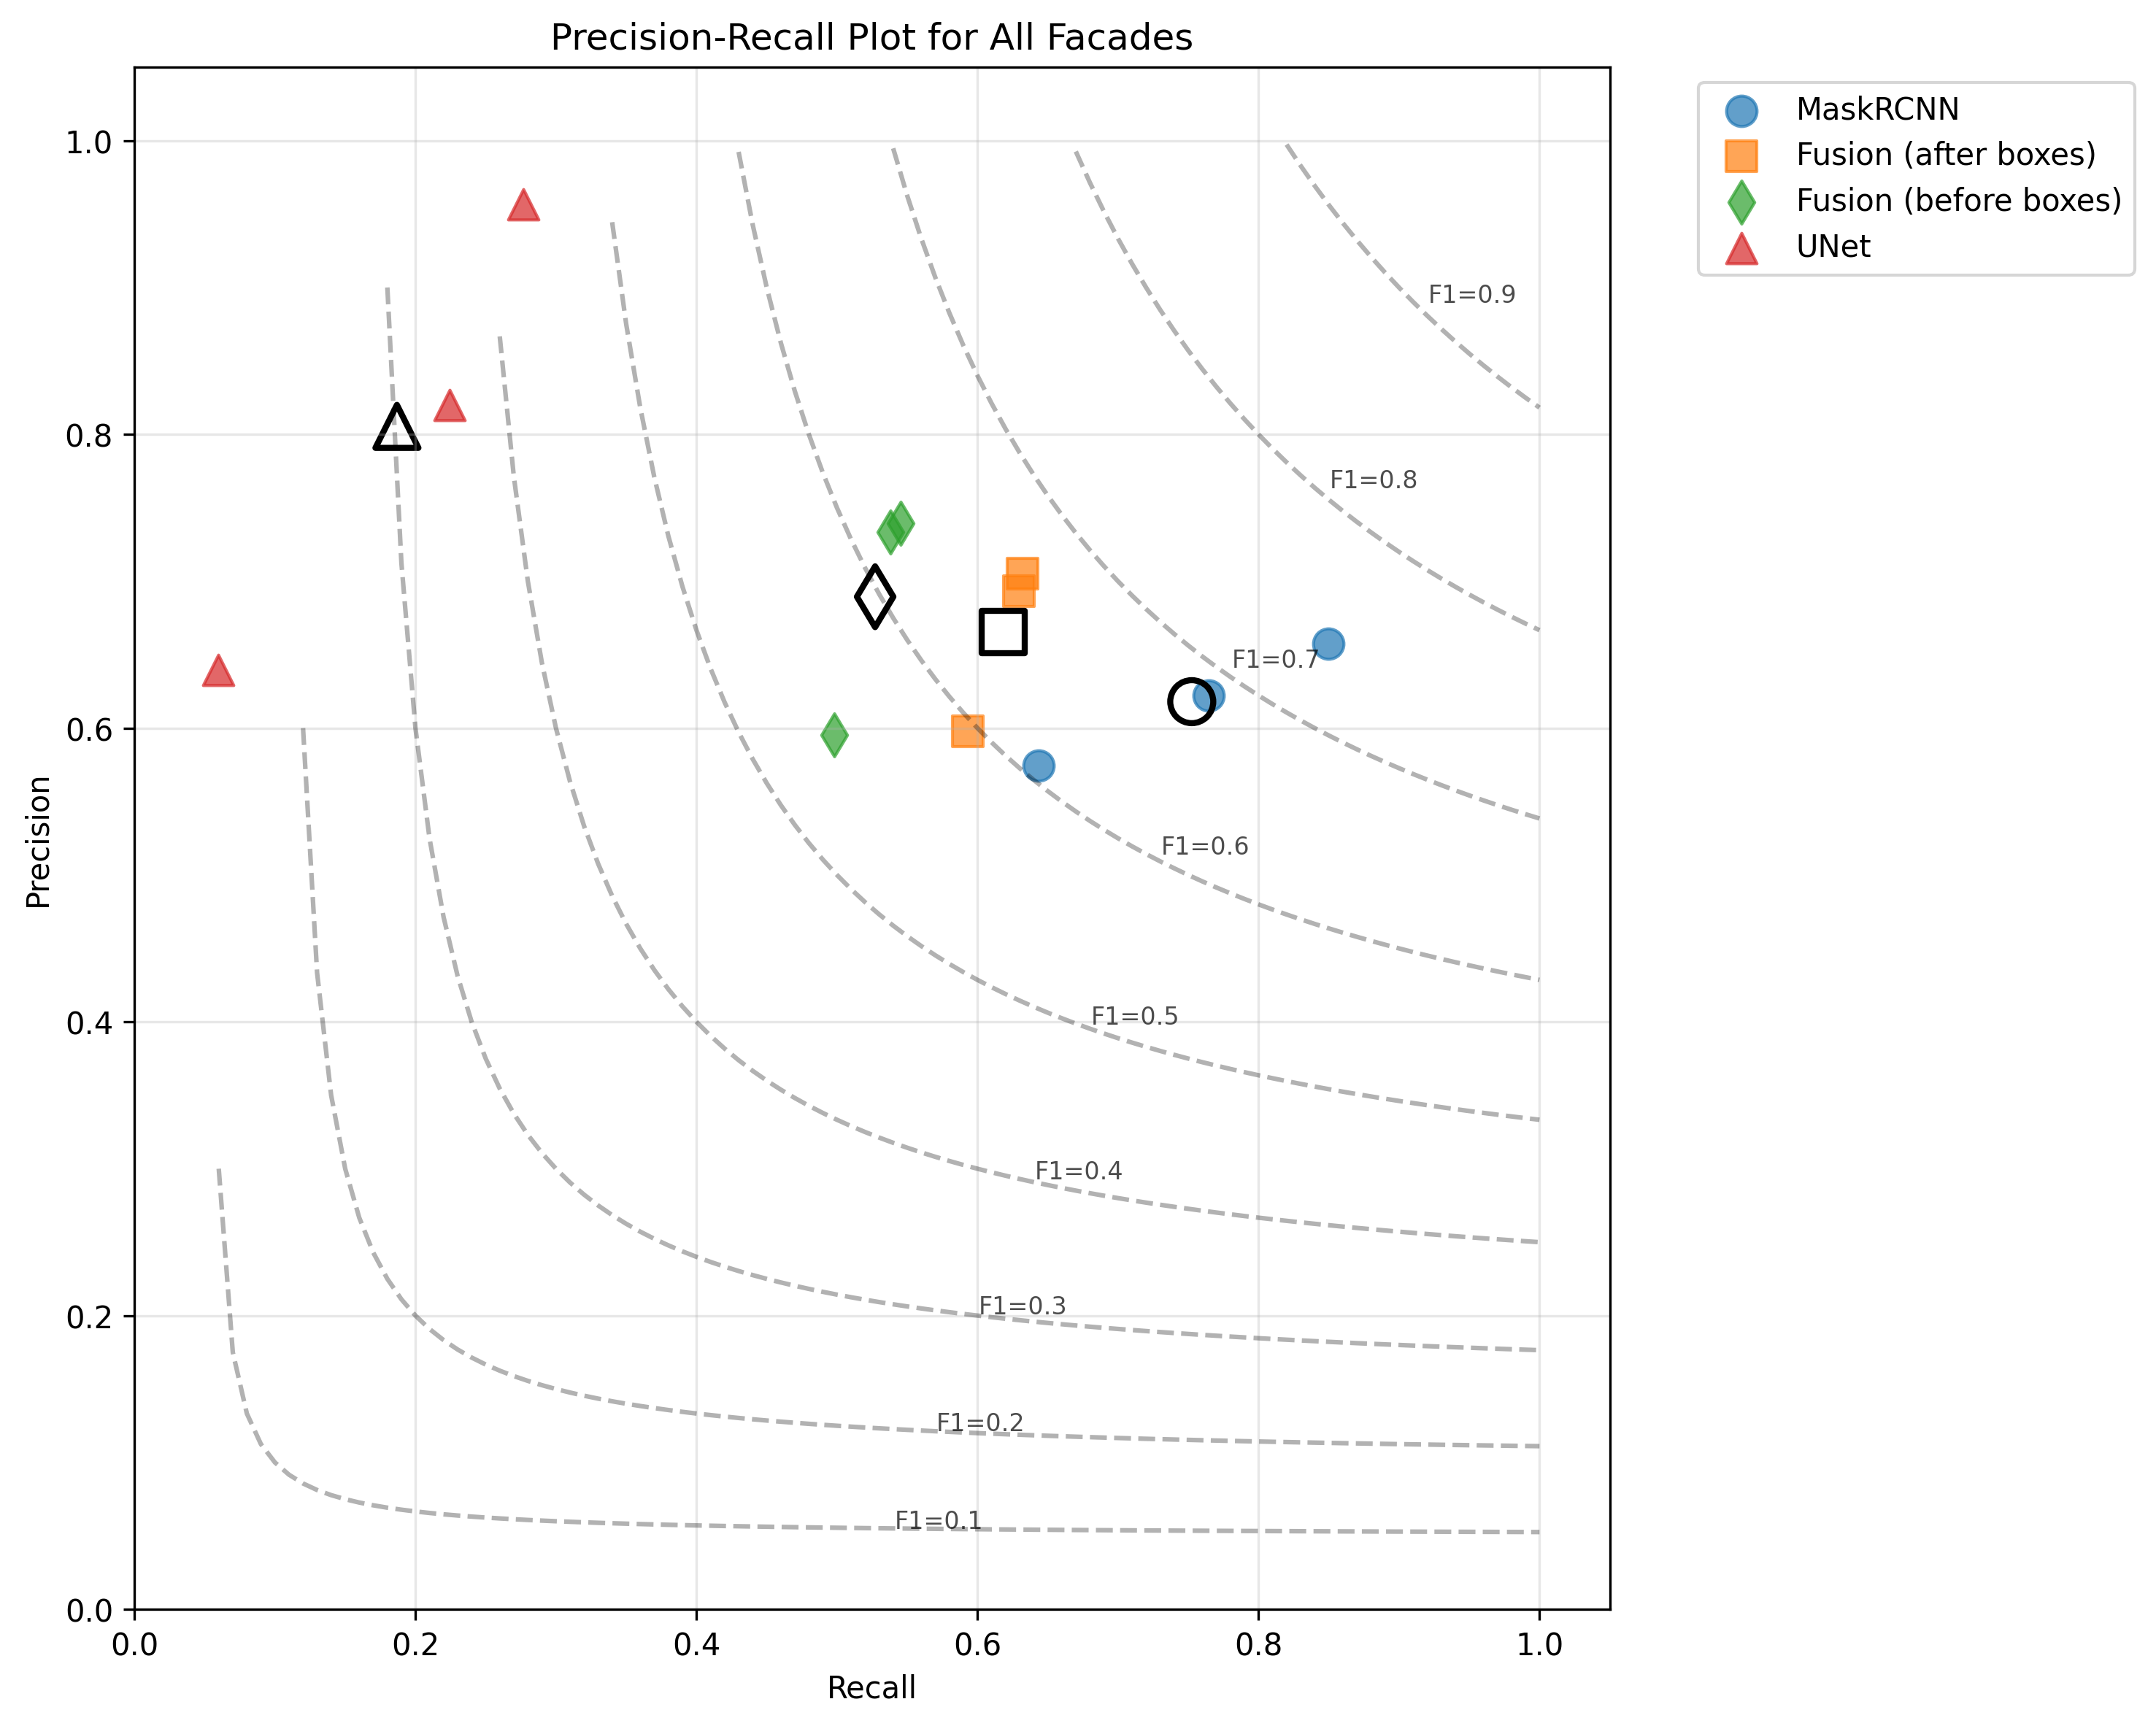 Precision-Recall Plot for All Facades
MaskRCNN
Fusion (after boxes)
Fusion (before boxes)
UNet
1.0
0.8
0.6
0.4
0.2
0.0
Precision
F1=0.9
F1=0.8
F1=0.7
F1=0.6
F1=0.5
F1=0.4
F1=0.3
F1=0.2
F1=0.1
0.0 0.2 0.4 0.6 0.8 1.0
Recall